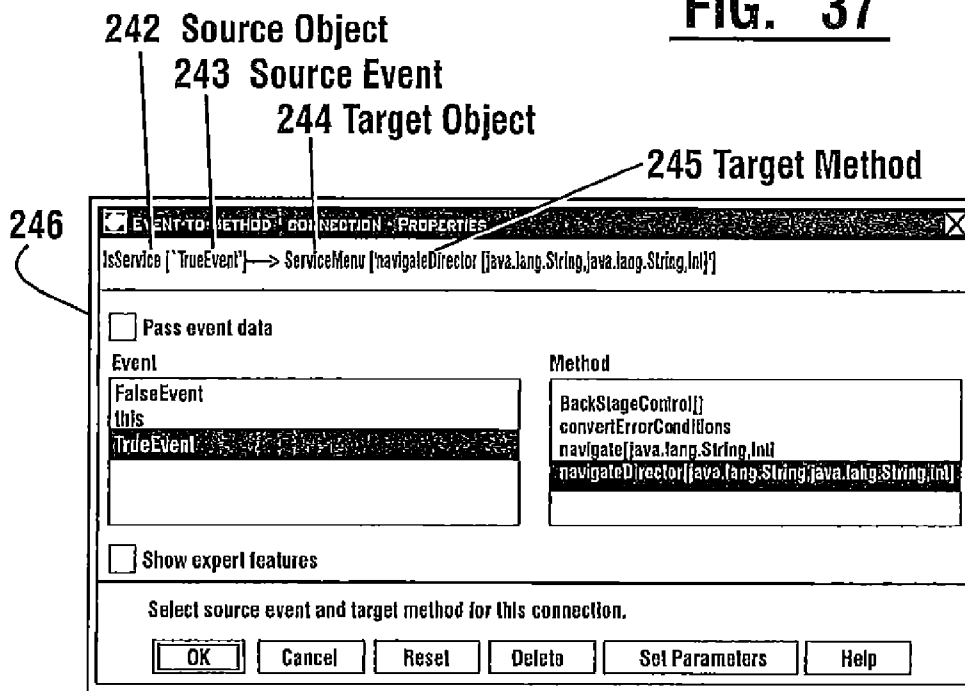 FIG. 37
242 Source Object
243 Source Event
244 Target Object
245 Target Method
246
EVENT-TO-METHOD CONNECTION - PROPERTIES
IsService [`TrueEvent']—> ServiceMenu ['navigateDirector [java.lang.String,java.lang.String,int]']
Pass event data
Event
Method
FalseEvent
this
TrueEvent
BackStageControl[]
convertErrorConditions
navigate[java.lang.String,int]
navigateDirector[java.lang.String,java.lang.String,int]
Show expert features
Select source event and target method for this connection.
OK Cancel Reset Delete Set Parameters Help